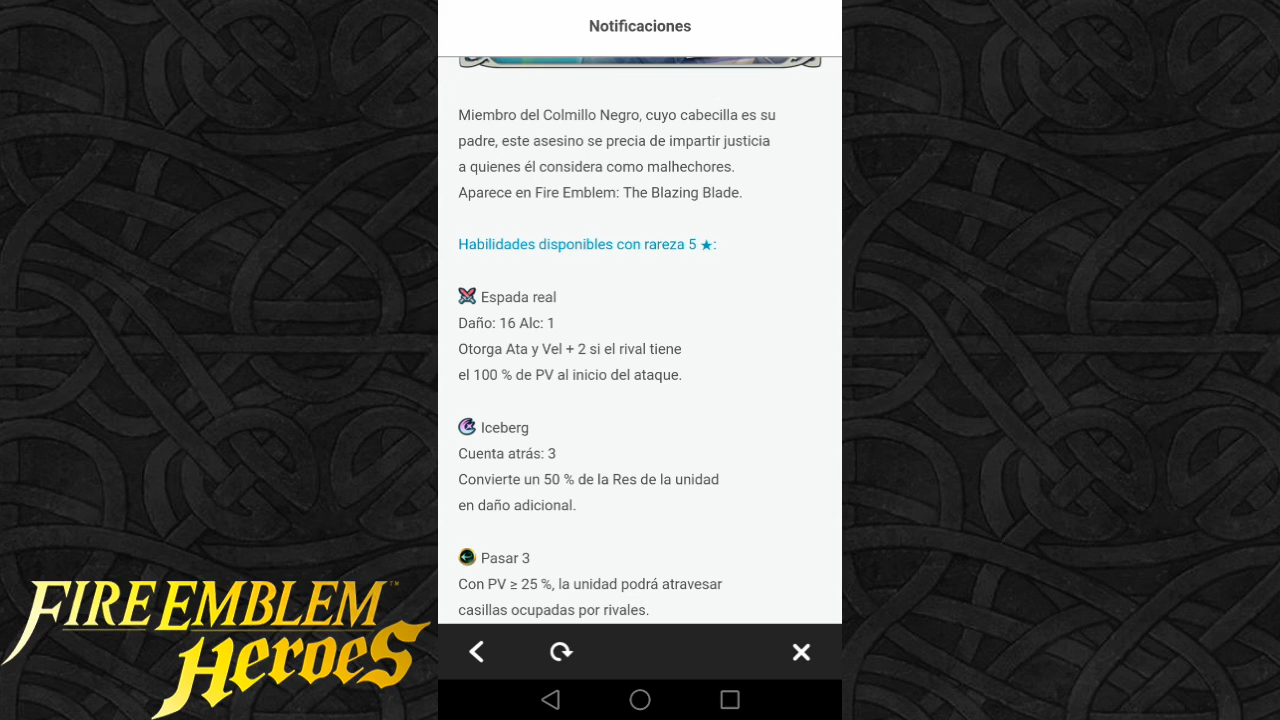 Notificaciones
Miembro del Colmillo Negro, cuyo cabecilla es su
padre, este asesino se precia de impartir justicia
a quienes él considera como malhechores.
Aparece en Fire Emblem: The Blazing Blade.
Habilidades disponibles con rareza 5 ★:
Espada real
Daño: 16 Alc: 1
Otorga Ata y Vel + 2 si el rival tiene
el 100 % de PV al inicio del ataque.
Iceberg
Cuenta atrás: 3
Convierte un 50 % de la Res de la unidad
en daño adicional.
Pasar 3
Con PV ≥ 25 %, la unidad podrá atravesar
casillas ocupadas por rivales.
FIRE EMBLEM™
Heroes